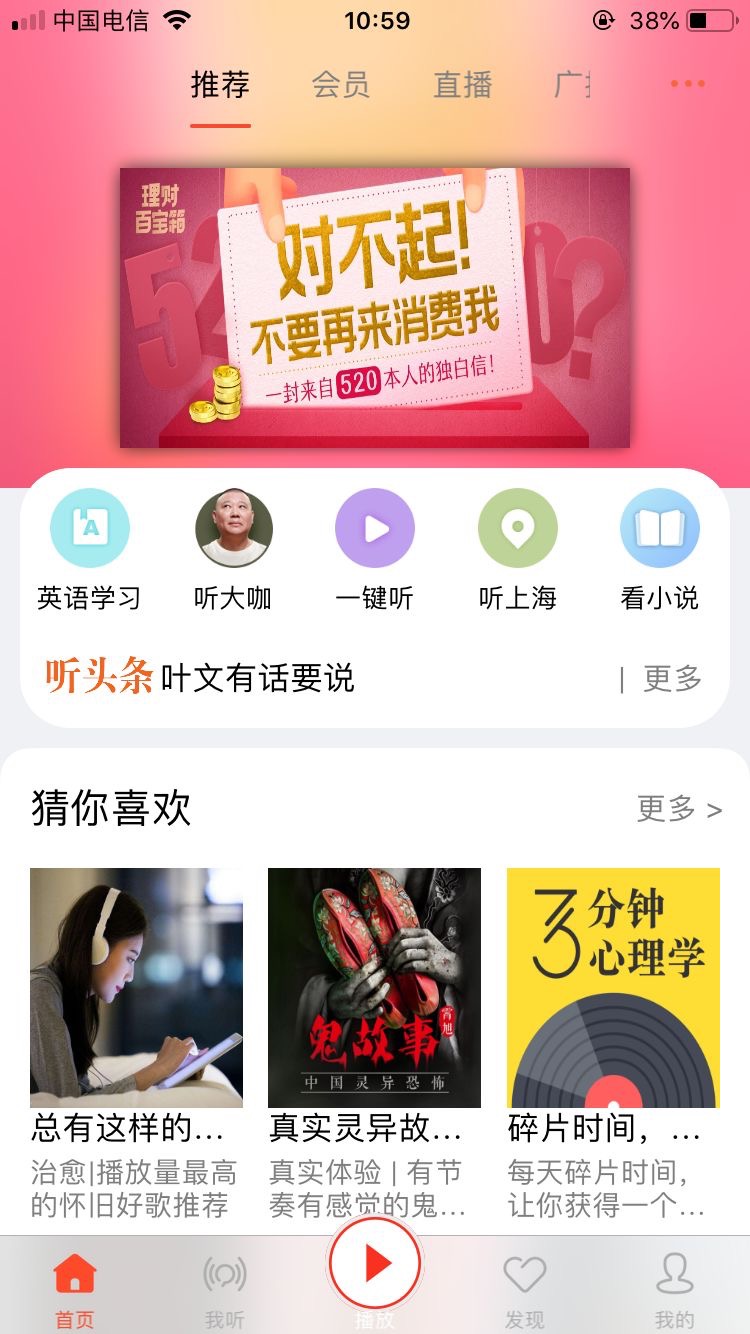 中国电信
10:59
38%
推荐
会员
直播
广
理财
百宝箱
520?
对不起!
不要再来消费我
一封来自520本人的独白信!
A
英语学习
听大咖
一键听
听上海
看小说
听头条 叶文有话要说
| 更多
猜你喜欢
更多 >
鬼故事
肖旭
中国灵异恐怖
3分钟
心理学
总有这样的...
治愈|播放量最高
的怀旧好歌推荐
真实灵异故...
真实体验 | 有节
奏有感觉的鬼...
碎片时间，...
每天碎片时间，
让你获得一个...
首页
我听
播放
发现
我的